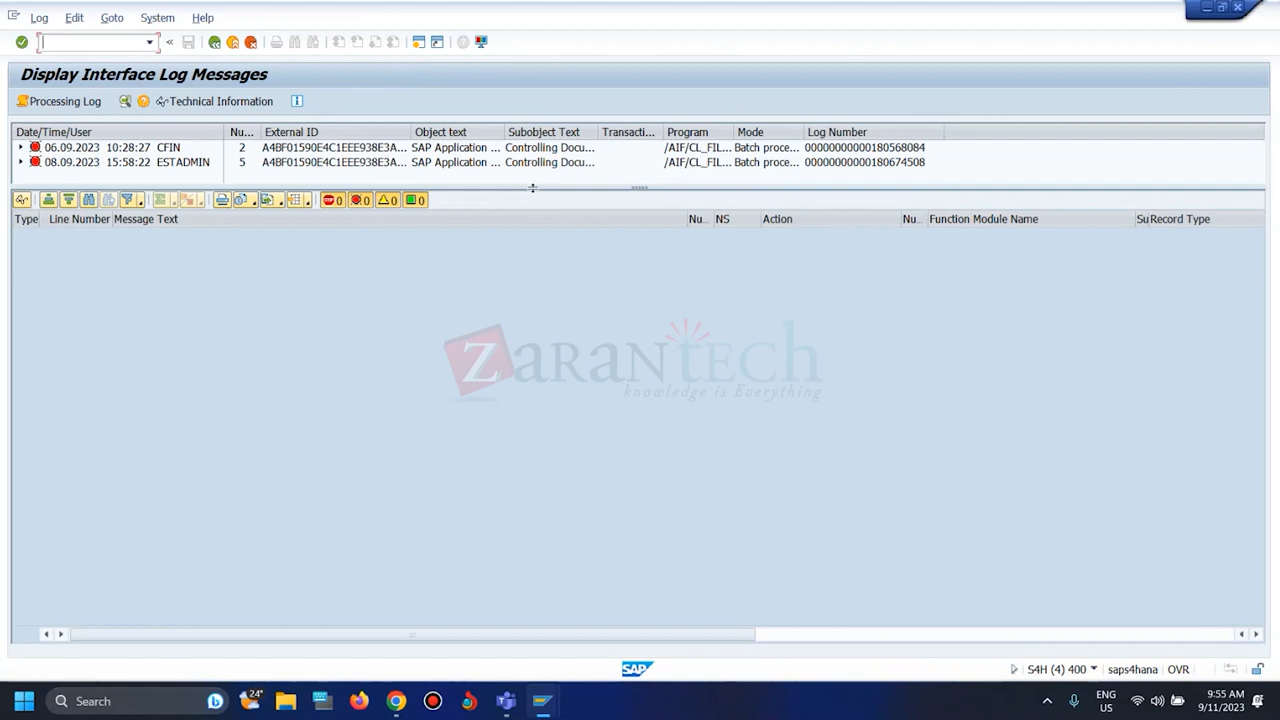 Log Edit Goto System Help
Display Interface Log Messages
Processing Log Technical Information
Date/Time/User Nu... External ID Object text Subobject Text Transacti... Program Mode Log Number
06.09.2023 10:28:27 CFIN 2 A4BF01590E4C1EEE938E3A... SAP Application ... Controlling Docu... /AIF/CL_FIL... Batch proce... 00000000000180568084
08.09.2023 15:58:22 ESTADMIN 5 A4BF01590E4C1EEE938E3A... SAP Application ... Controlling Docu... /AIF/CL_FIL... Batch proce... 00000000000180674508
STOP 0 0 0 0
Type Line Number Message Text Nu... NS Action Nu... Function Module Name Su Record Type
ZaranTech
knowledge is Everything
SAP S4H (4) 400 saps4hana OVR
Search 24° ENG 9:55 AM
US 9/11/2023